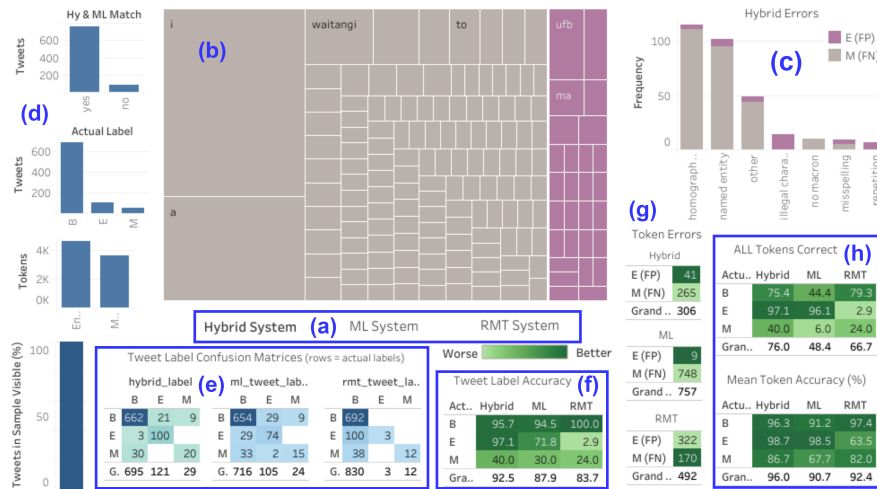 Hy & ML Match
Tweets
600
400
200
yes
no
(d)
Actual Label
Tweets
600
400
200
B
E
M
Tokens
4K
2K
0K
En..
M..
Tweets in Sample Visible (%)
100
50
0
i
(b)
waitangi
to
a
ufb
ma
Hybrid Errors
E (FP)
M (FN)
(c)
Frequency
100
50
0
homograph ..
named entity
other
illegal chara..
no macron
misspelling
repetition
Hybrid System (a) ML System RMT System
Worse Better
Tweet Label Confusion Matrices (rows = actual labels)
hybrid_label (e) ml_tweet_lab.. rmt_tweet_la..
B E M B E M B E M
B 662 21 9 B 654 29 9 B 692
E 3 100 E 29 74 E 100 3
M 30 20 M 33 2 15 M 38 12
G. 695 121 29 G. 716 105 24 G. 830 3 12
Tweet Label Accuracy (f)
Act.. Hybrid ML RMT
B 95.7 94.5 100.0
E 97.1 71.8 2.9
M 40.0 30.0 24.0
Gra.. 92.5 87.9 83.7
(g)
Token Errors
Hybrid
E (FP) 41
M (FN) 265
Grand .. 306
ML
E (FP) 9
M (FN) 748
Grand .. 757
RMT
E (FP) 322
M (FN) 170
Grand .. 492
ALL Tokens Correct (h)
Actu.. Hybrid ML RMT
B 75.4 44.4 79.3
E 97.1 96.1 2.9
M 40.0 6.0 24.0
Gran.. 76.0 48.4 66.7
Mean Token Accuracy (%)
Actu.. Hybrid ML RMT
B 96.3 91.2 97.4
E 98.7 98.5 63.5
M 86.7 67.7 82.0
Gran.. 96.0 90.7 92.4